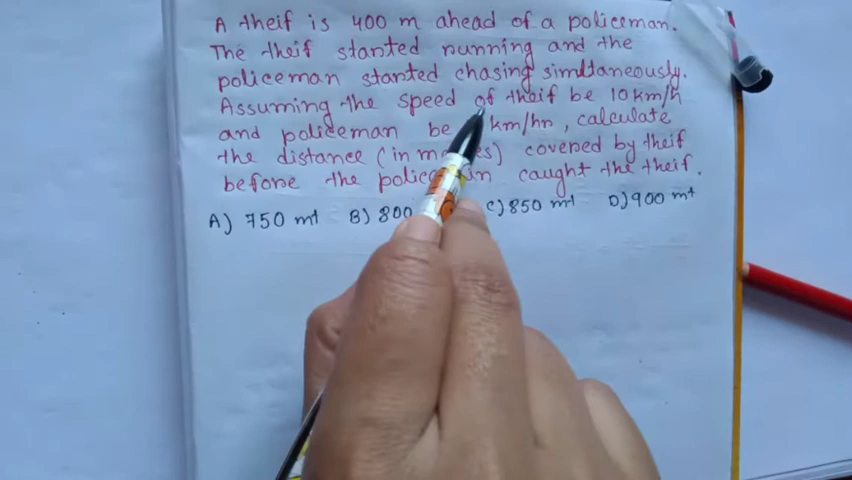 A theif is 400 m ahead of a policeman.
The theif started running and the
policeman started chasing simultaneously.
Assuming the speed of theif be 10 km/h
and policeman be km/hr, calculate
the distance (in covered by theif
before the caught the theif.
A) 750 mt B) 800 C) 850 mt D) 900 mt